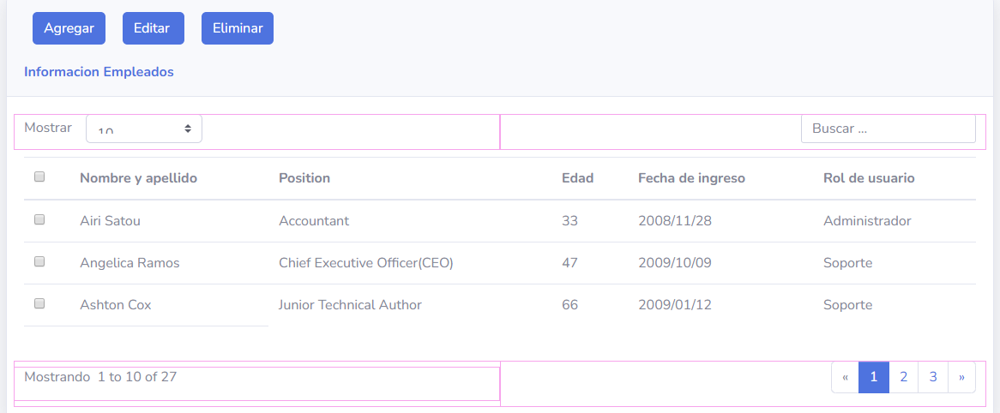 Agregar Editar Eliminar
Informacion Empleados
Mostrar 10 Buscar ...
Nombre y apellido Position Edad Fecha de ingreso Rol de usuario
Airi Satou Accountant 33 2008/11/28 Administrador
Angelica Ramos Chief Executive Officer(CEO) 47 2009/10/09 Soporte
Ashton Cox Junior Technical Author 66 2009/01/12 Soporte
Mostrando 1 to 10 of 27 « 1 2 3 »